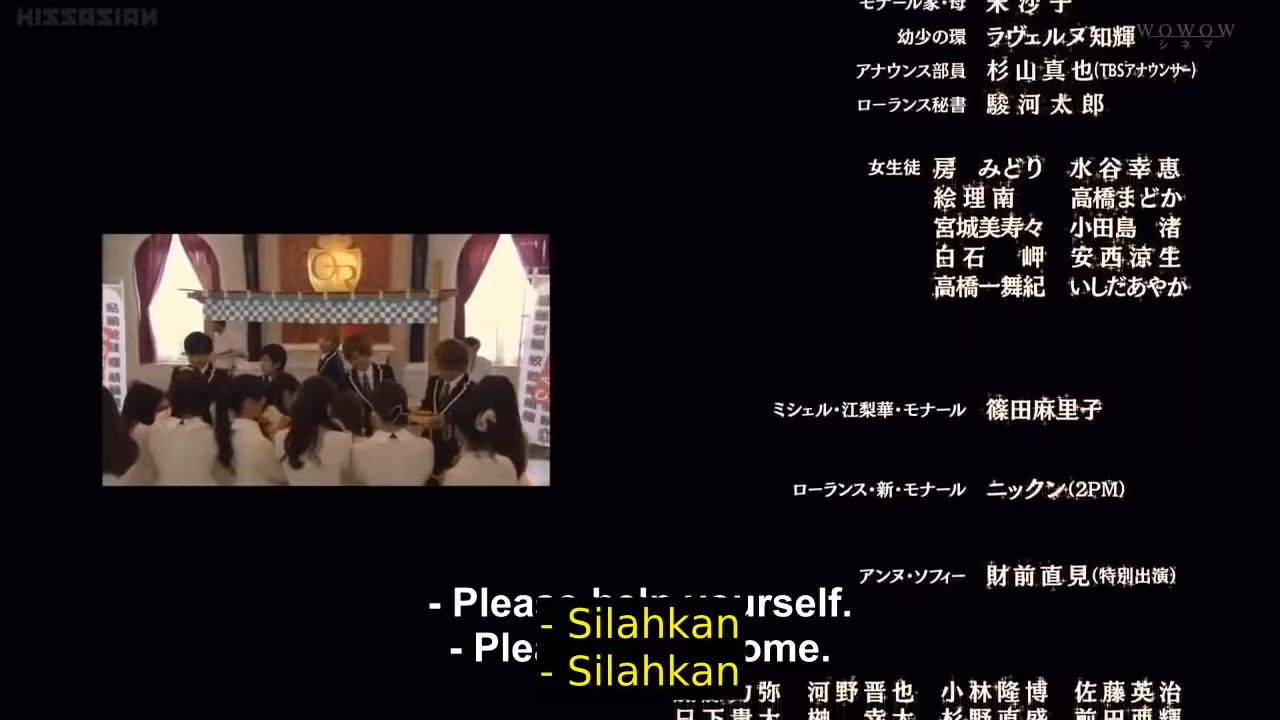 KISSASIAN
WOWOW
シネマ
幼少の環 ラヴェルヌ知輝
アナウンス部員 杉山真也(TBSアナウンサー)
ローランス秘書 駿河太郎
女生徒 房 みどり 水谷幸恵
絵理南 高橋まどか
宮城美寿々 小田島 渚
白石 岬 安西涼生
高橋一舞紀 いしだあやか
OR
ミシェル・江梨華・モナール 篠田麻里子
ローランス・新・モナール ニックン(2PM)
アンヌ・ソフィー 財前直見(特別出演)
- Please help yourself.
- Silahkan
- Silahkan
河野晋也 小林隆博 佐藤英治